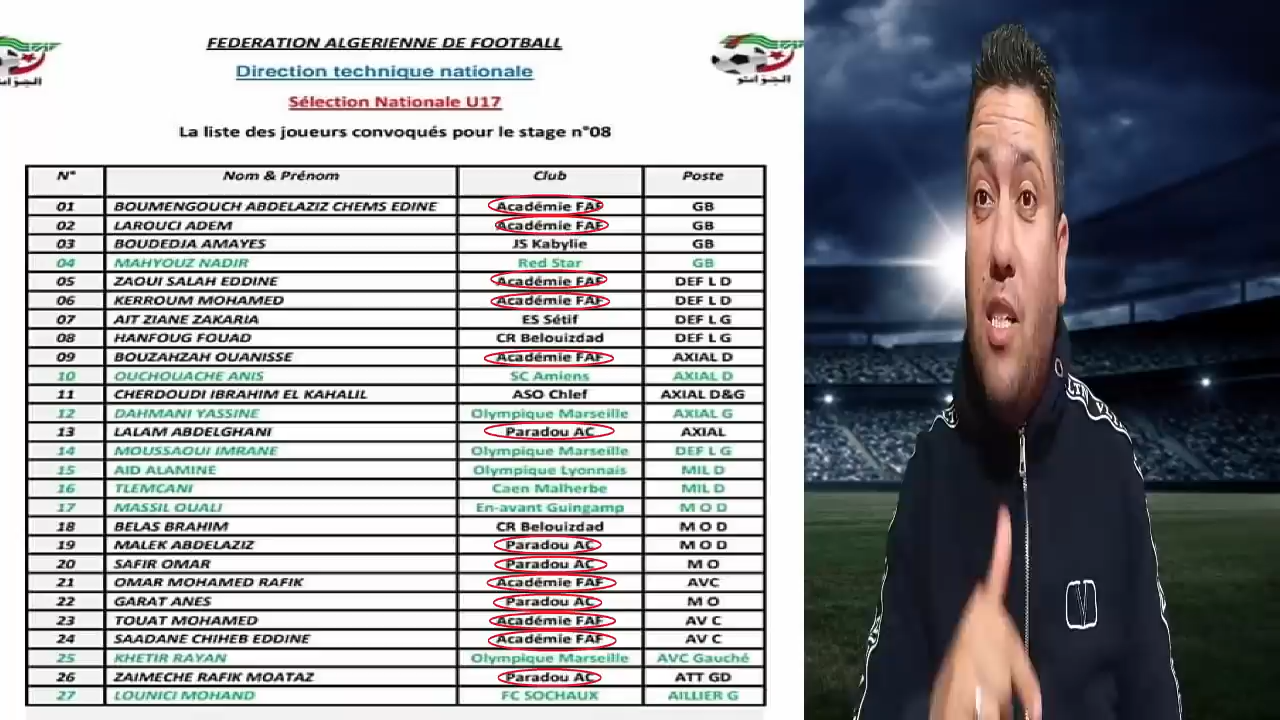 FEDERATION ALGERIENNE DE FOOTBALL
Direction technique nationale
Sélection Nationale U17
La liste des joueurs convoqués pour le stage n°08
الجزائر
الجزائر
N° Nom & Prénom Club Poste
01 BOUMENGOUCH ABDELAZIZ CHEMS EDINE Académie FAF GB
02 LAROUCI ADEM Académie FAF GB
03 BOUDEDJA AMAYES JS Kabylie GB
04 MAHYOUZ NADIR Red Star GB
05 ZAOUI SALAH EDDINE Académie FAF DEF L D
06 KERROUM MOHAMED Académie FAF DEF L D
07 AIT ZIANE ZAKARIA ES Sétif DEF L G
08 HANFOUG FOUAD CR Belouizdad DEF L G
09 BOUZAHZAH OUANISSE Académie FAF AXIAL D
10 OUCHOUACHE ANIS SC Amiens AXIAL D
11 CHERDOUDI IBRAHIM EL KAHALIL ASO Chlef AXIAL D&G
12 DAHMANI YASSINE Olympique Marseille AXIAL G
13 LALAM ABDELGHANI Paradou AC AXIAL
14 MOUSSAOUI IMRANE Olympique Marseille DEF L G
15 AID ALAMINE Olympique Lyonnais MIL D
16 TLEMCANI Caen Malherbe MIL D
17 MASSIL OUALI En-avant Guingamp M O D
18 BELAS BRAHIM CR Belouizdad M O D
19 MALEK ABDELAZIZ Paradou AC M O D
20 SAFIR OMAR Paradou AC M O
21 OMAR MOHAMED RAFIK Académie FAF AVC
22 GARAT ANES Paradou AC M O
23 TOUAT MOHAMED Académie FAF AV C
24 SAADANE CHIHEB EDDINE Académie FAF AV C
25 KHETIR RAYAN Olympique Marseille AVC Gauché
26 ZAIMECHE RAFIK MOATAZ Paradou AC ATT GD
27 LOUNICI MOHAND FC SOCHAUX AILLIER G